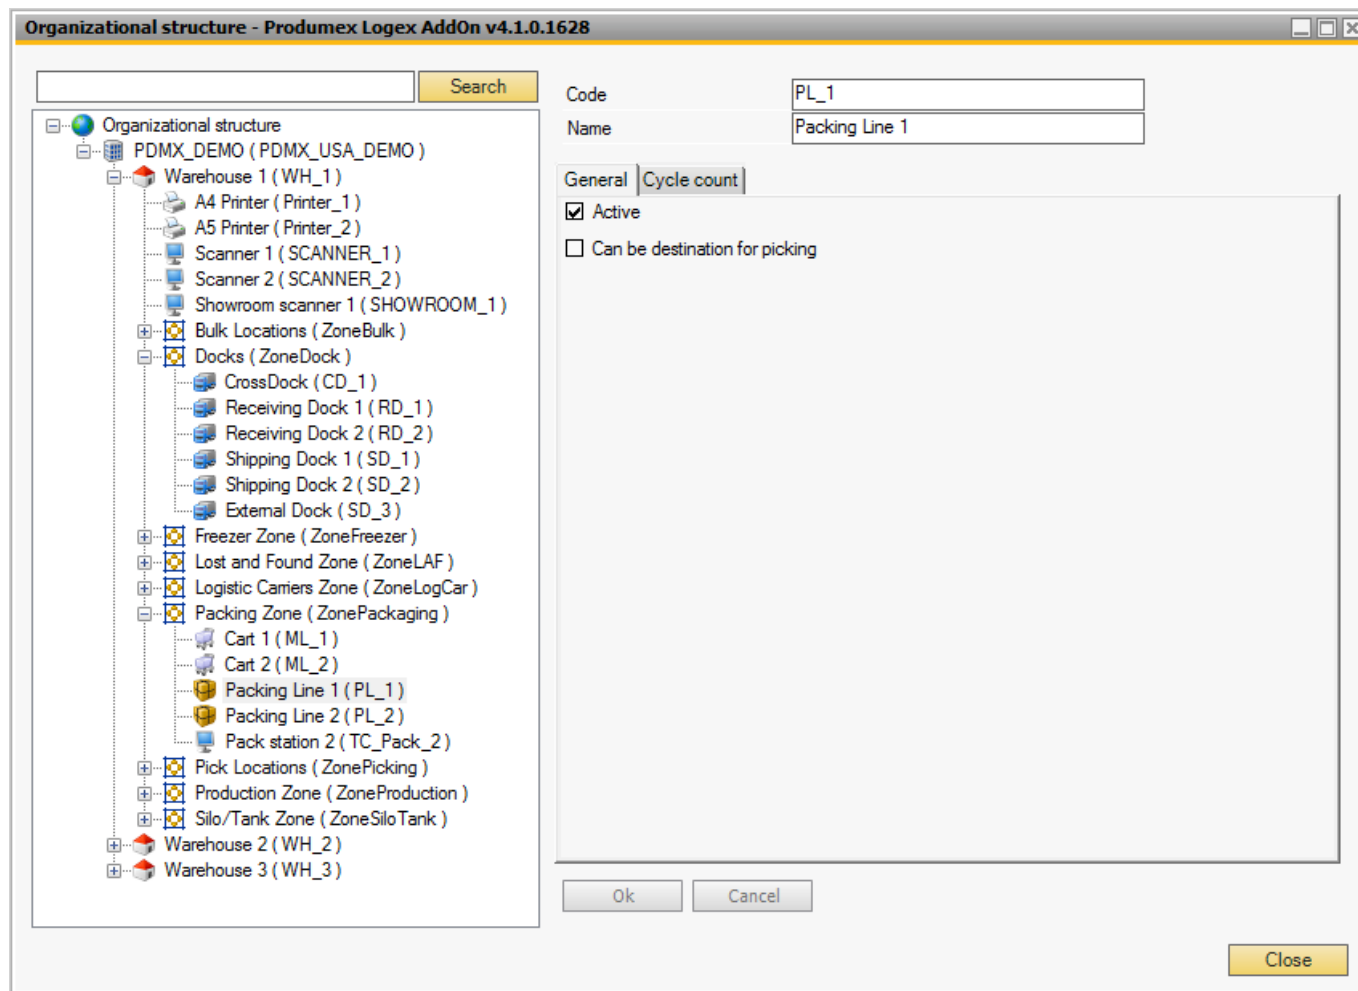 Organizational structure - Produmex Logex AddOn v4.1.0.1628
Search
Organizational structure
PDMX_DEMO ( PDMX_USA_DEMO )
Warehouse 1 ( WH_1 )
A4 Printer ( Printer_1 )
A5 Printer ( Printer_2 )
Scanner 1 ( SCANNER_1 )
Scanner 2 ( SCANNER_2 )
Showroom scanner 1 ( SHOWROOM_1 )
Bulk Locations ( ZoneBulk )
Docks ( ZoneDock )
CrossDock ( CD_1 )
Receiving Dock 1 ( RD_1 )
Receiving Dock 2 ( RD_2 )
Shipping Dock 1 ( SD_1 )
Shipping Dock 2 ( SD_2 )
External Dock ( SD_3 )
Freezer Zone ( ZoneFreezer )
Lost and Found Zone ( ZoneLAF )
Logistic Carriers Zone ( ZoneLogCar )
Packing Zone ( ZonePackaging )
Cart 1 ( ML_1 )
Cart 2 ( ML_2 )
Packing Line 1 ( PL_1 )
Packing Line 2 ( PL_2 )
Pack station 2 ( TC_Pack_2 )
Pick Locations ( ZonePicking )
Production Zone ( ZoneProduction )
Silo/Tank Zone ( ZoneSiloTank )
Warehouse 2 ( WH_2 )
Warehouse 3 ( WH_3 )
Code PL_1
Name Packing Line 1
General Cycle count
Active
Can be destination for picking
Ok Cancel
Close